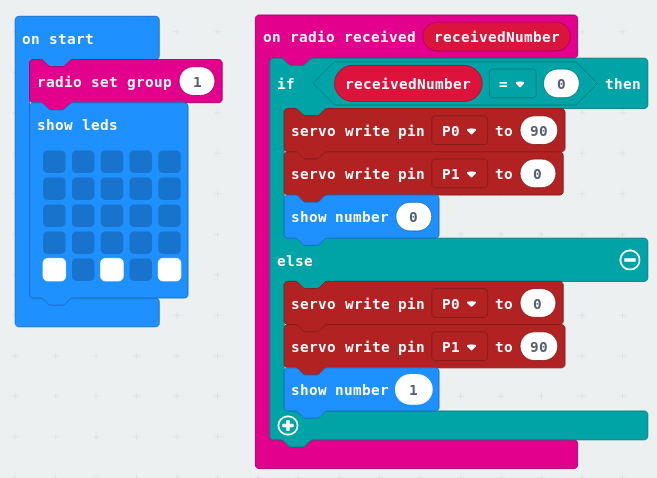 on start
radio set group 1
show leds
on radio received receivedNumber
if receivedNumber = 0 then
servo write pin P0 to 90
servo write pin P1 to 0
show number 0
else
servo write pin P0 to 0
servo write pin P1 to 90
show number 1